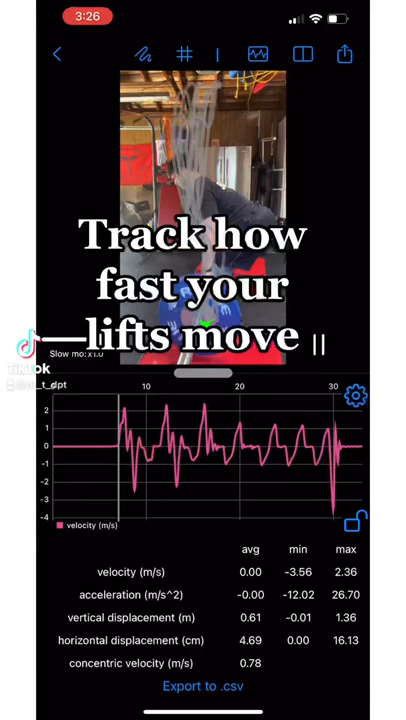 3:26
Track how
fast your
lifts move
Slow mo:x1.0
TikTok
10 20 30
2
1
0
-1
-2
-3
-4
velocity (m/s)
avg min max
velocity (m/s) 0.00 -3.56 2.36
acceleration (m/s^2) -0.00 -12.02 26.70
vertical displacement (m) 0.61 -0.01 1.36
horizontal displacement (cm) 4.69 0.00 16.13
concentric velocity (m/s) 0.78
Export to .csv